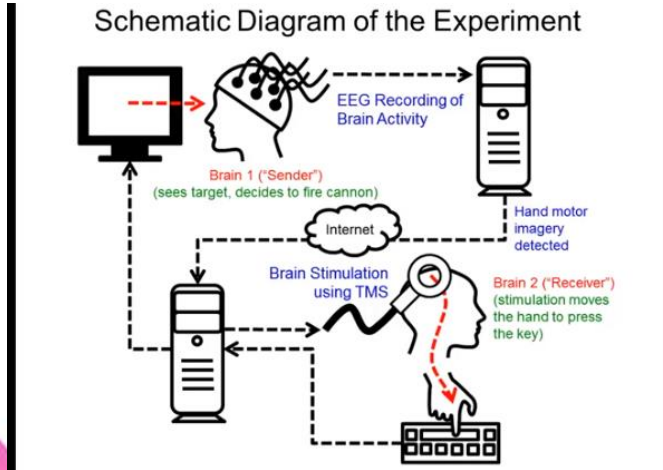 Schematic Diagram of the Experiment
EEG Recording of
Brain Activity
Brain 1 ("Sender")
(sees target, decides to fire cannon)
Hand motor
imagery
detected
Internet
Brain Stimulation
using TMS
Brain 2 ("Receiver")
(stimulation moves
the hand to press
the key)